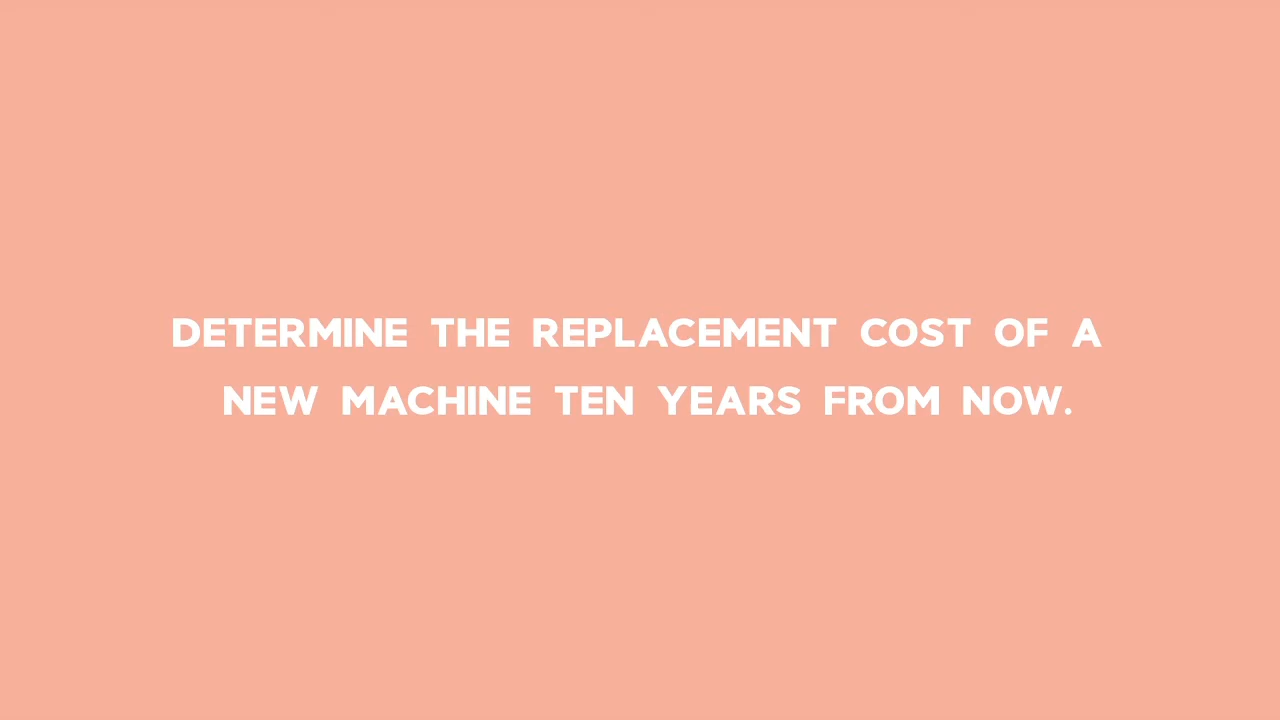 DETERMINE THE REPLACEMENT COST OF A
NEW MACHINE TEN YEARS FROM NOW.